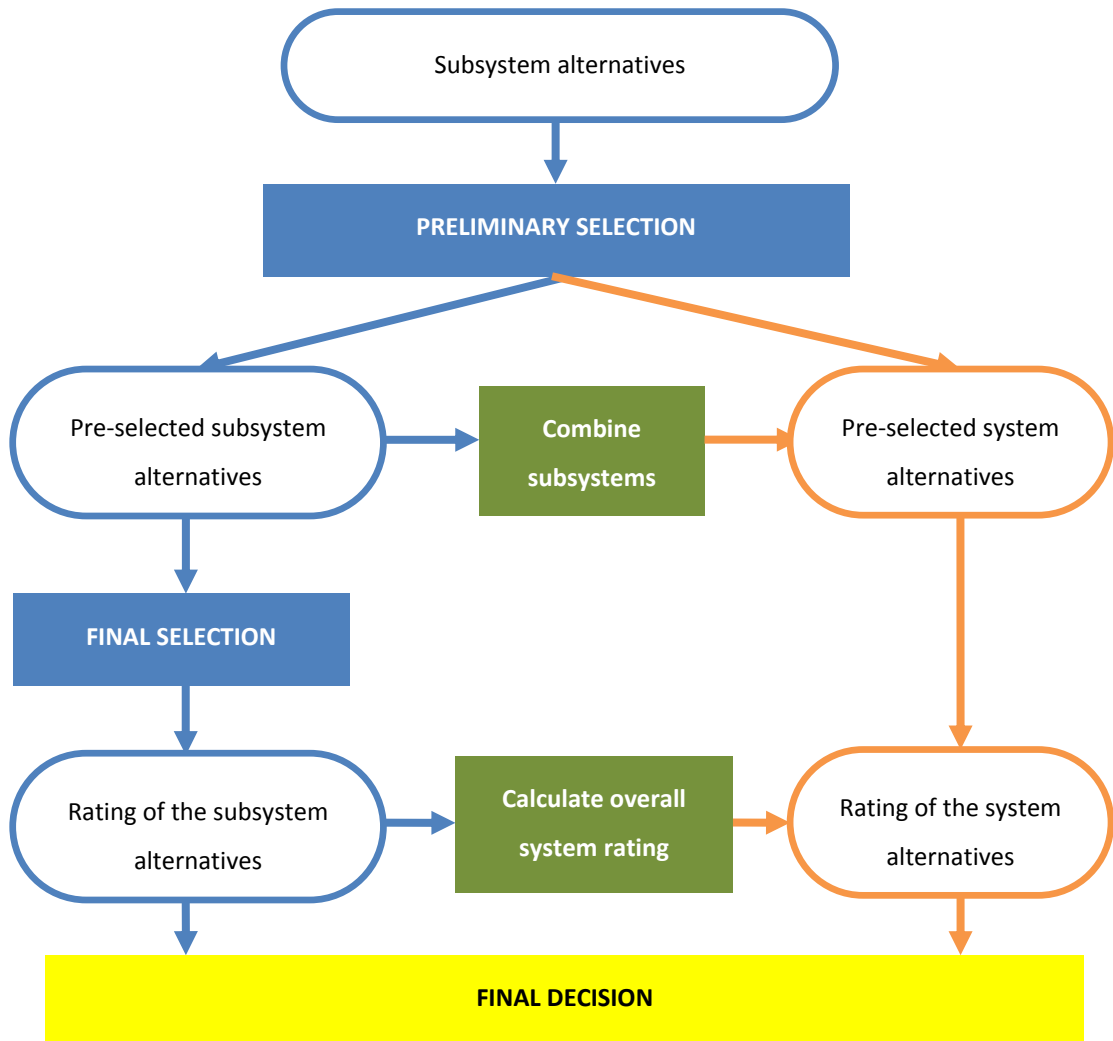 Subsystem alternatives
PRELIMINARY SELECTION
Pre-selected subsystem
alternatives
Combine
subsystems
Pre-selected system
alternatives
FINAL SELECTION
Rating of the subsystem
alternatives
Calculate overall
system rating
Rating of the system
alternatives
FINAL DECISION